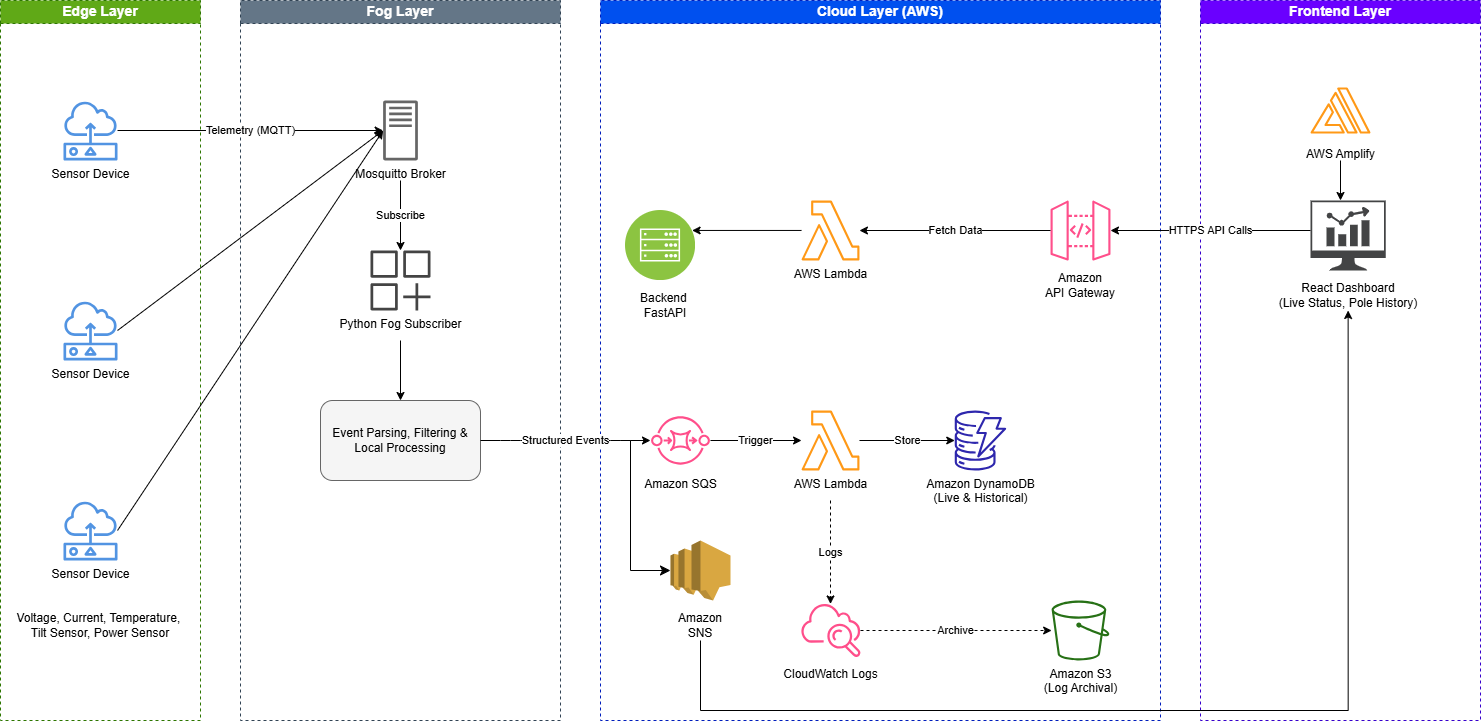 Edge Layer
Fog Layer
Cloud Layer (AWS)
Frontend Layer
Telemetry (MQTT)
Sensor Device
Mosquitto Broker
AWS Amplify
Subscribe
Fetch Data
HTTPS API Calls
AWS Lambda
Amazon
API Gateway
Backend
FastAPI
React Dashboard
(Live Status, Pole History)
Python Fog Subscriber
Sensor Device
Event Parsing, Filtering &
Local Processing
Structured Events
Trigger
Store
Amazon SQS
AWS Lambda
Amazon DynamoDB
(Live & Historical)
Logs
Sensor Device
Voltage, Current, Temperature,
Tilt Sensor, Power Sensor
Amazon
SNS
Archive
CloudWatch Logs
Amazon S3
(Log Archival)